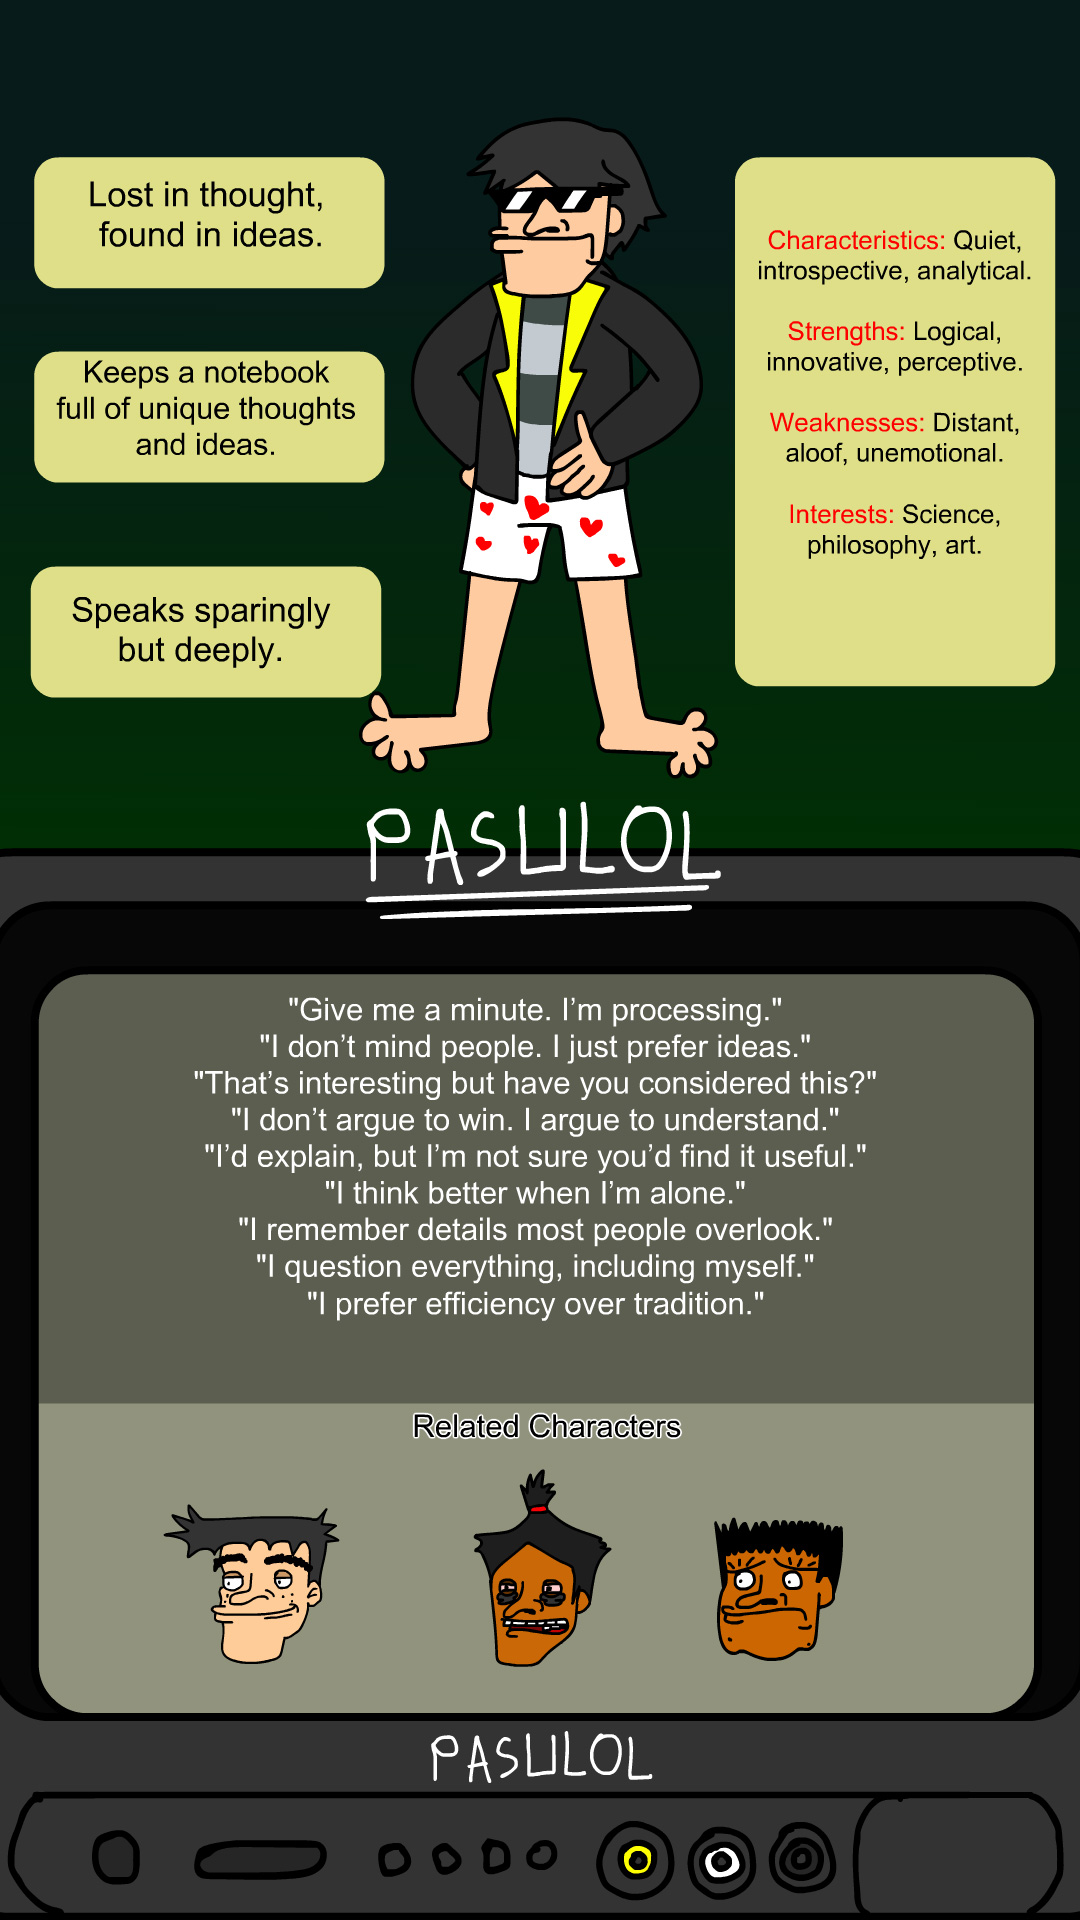 Lost in thought,
found in ideas.
Keeps a notebook
full of unique thoughts
and ideas.
Speaks sparingly
but deeply.
Characteristics: Quiet,
introspective, analytical.
Strengths: Logical,
innovative, perceptive.
Weaknesses: Distant,
aloof, unemotional.
Interests: Science,
philosophy, art.
PASULOL
"Give me a minute. I’m processing."
"I don’t mind people. I just prefer ideas."
"That’s interesting but have you considered this?"
"I don’t argue to win. I argue to understand."
"I’d explain, but I’m not sure you’d find it useful."
"I think better when I’m alone."
"I remember details most people overlook."
"I question everything, including myself."
"I prefer efficiency over tradition."
Related Characters
PASULOL